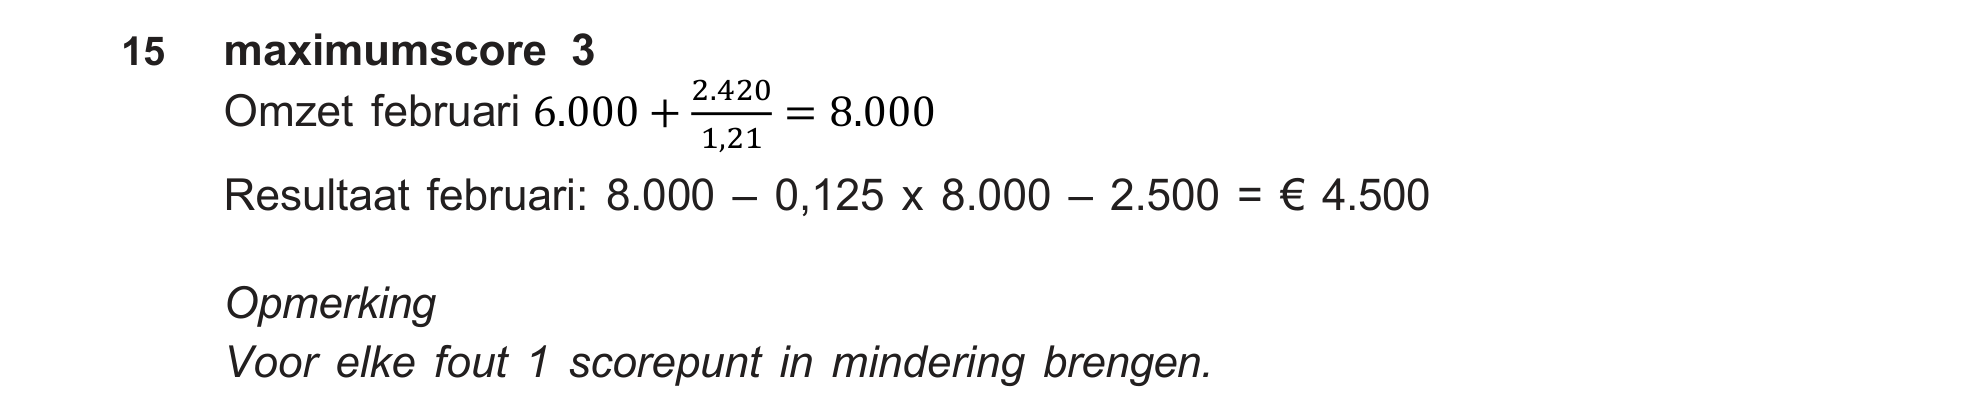 15 maximumscore 3
Omzet februari 6.000 + 2.420/1,21 = 8.000
Resultaat februari: 8.000 – 0,125 x 8.000 – 2.500 = € 4.500
Opmerking
Voor elke fout 1 scorepunt in mindering brengen.